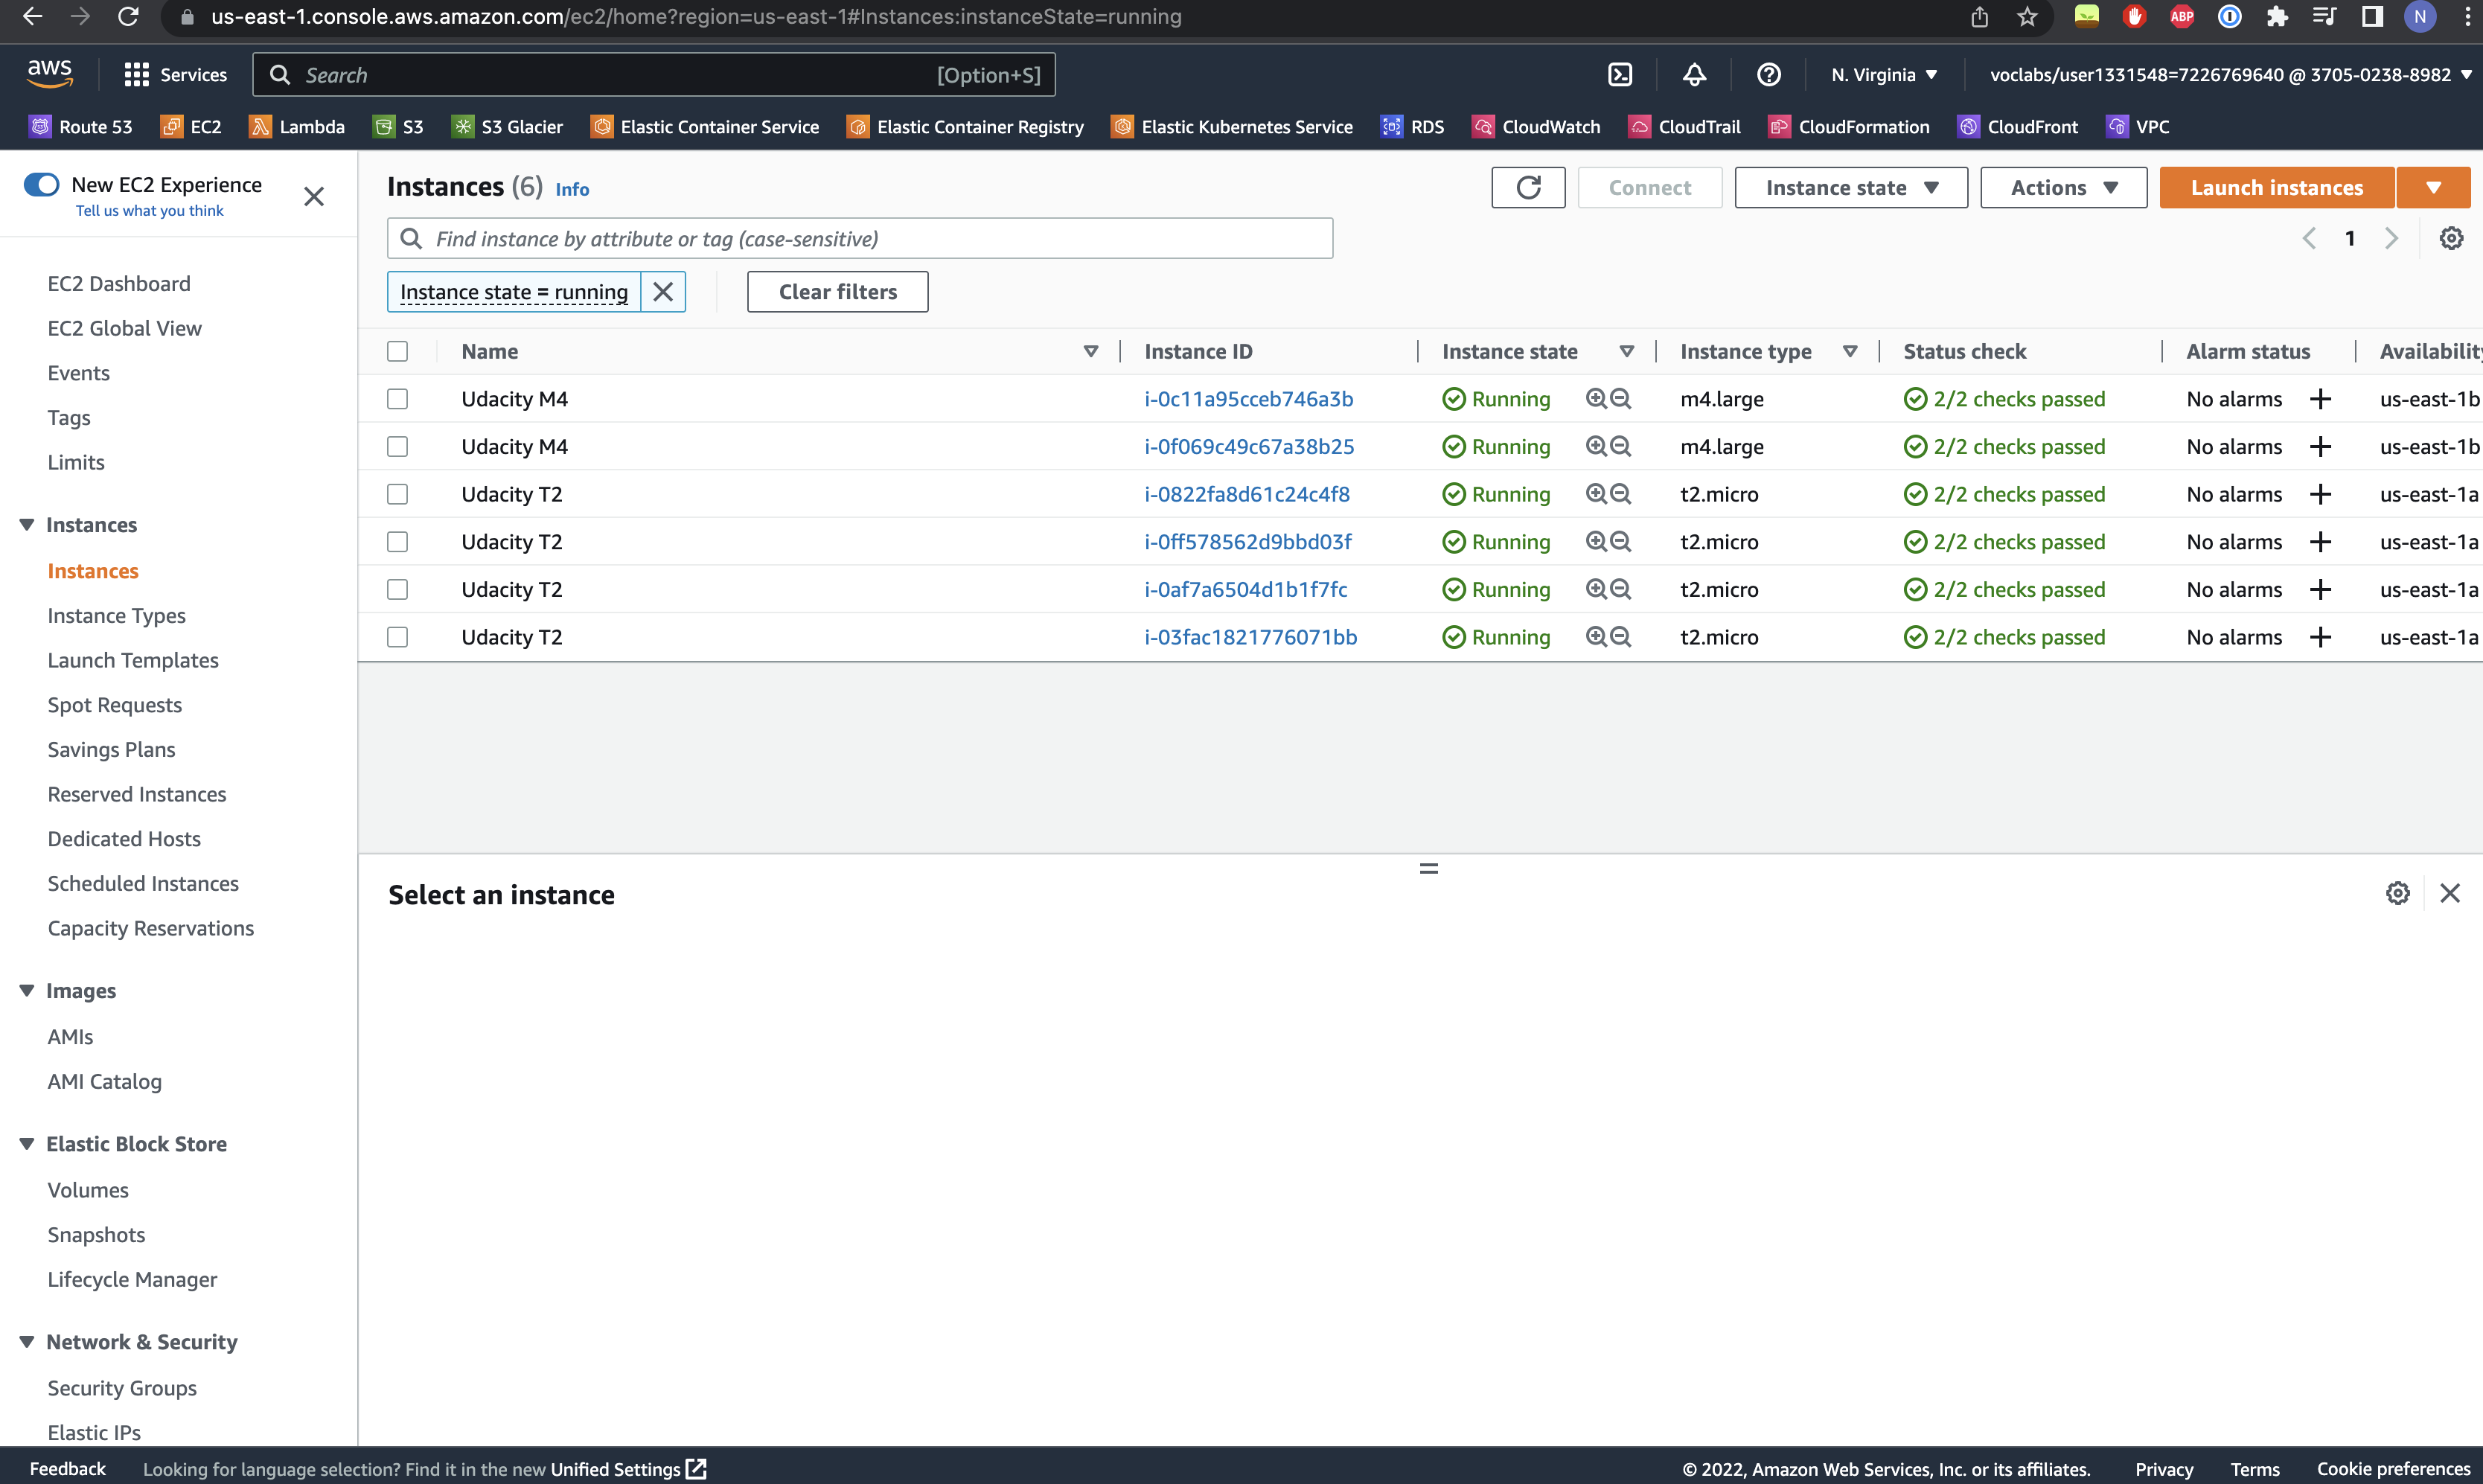 us-east-1.console.aws.amazon.com/ec2/home?region=us-east-1#Instances:instanceState=running
ABP
N
aws
Services
Search
[Option+S]
N. Virginia
voclabs/user1331548=7226769640 @ 3705-0238-8982
Route 53
EC2
Lambda
S3
S3 Glacier
Elastic Container Service
Elastic Container Registry
Elastic Kubernetes Service
RDS
CloudWatch
CloudTrail
CloudFormation
CloudFront
VPC
New EC2 Experience
Tell us what you think
EC2 Dashboard
EC2 Global View
Events
Tags
Limits
Instances
Instances
Instance Types
Launch Templates
Spot Requests
Savings Plans
Reserved Instances
Dedicated Hosts
Scheduled Instances
Capacity Reservations
Images
AMIs
AMI Catalog
Elastic Block Store
Volumes
Snapshots
Lifecycle Manager
Network & Security
Security Groups
Elastic IPs
Instances (6) Info
Connect
Instance state
Actions
Launch instances
Find instance by attribute or tag (case-sensitive)
1
Instance state = running
Clear filters
Name Instance ID Instance state Instance type Status check Alarm status Availability
Udacity M4 i-0c11a95cceb746a3b Running m4.large 2/2 checks passed No alarms us-east-1b
Udacity M4 i-0f069c49c67a38b25 Running m4.large 2/2 checks passed No alarms us-east-1b
Udacity T2 i-0822fa8d61c24c4f8 Running t2.micro 2/2 checks passed No alarms us-east-1a
Udacity T2 i-0ff578562d9bbd03f Running t2.micro 2/2 checks passed No alarms us-east-1a
Udacity T2 i-0af7a6504d1b1f7fc Running t2.micro 2/2 checks passed No alarms us-east-1a
Udacity T2 i-03fac1821776071bb Running t2.micro 2/2 checks passed No alarms us-east-1a
Select an instance
Feedback
Looking for language selection? Find it in the new Unified Settings
© 2022, Amazon Web Services, Inc. or its affiliates.
Privacy
Terms
Cookie preferences